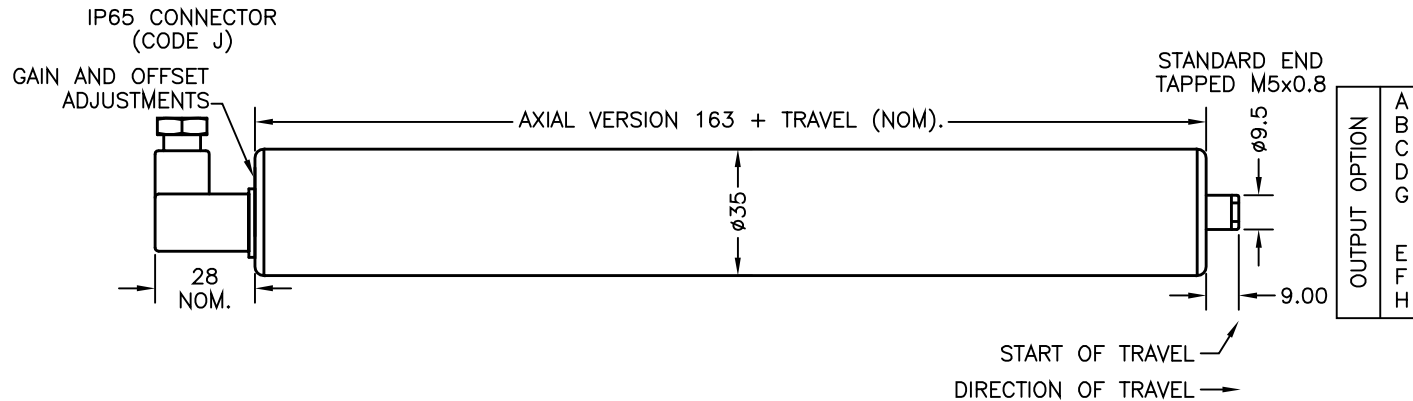 IP65 CONNECTOR
(CODE J)
GAIN AND OFFSET
ADJUSTMENTS
AXIAL VERSION 163 + TRAVEL (NOM).
STANDARD END
TAPPED M5x0.8
ø9.5
ø35
28
NOM.
9.00
START OF TRAVEL
DIRECTION OF TRAVEL
OUTPUT OPTION
A
B
C
D
G
E
F
H